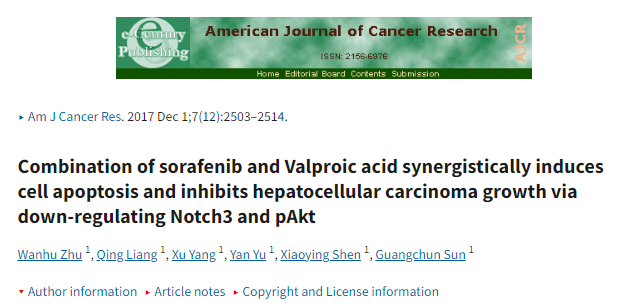 e-Century
Publishing
American Journal of Cancer Research
ISSN: 2156-6976
AJCR
Home Editorial Board Contents Submission
▸ Am J Cancer Res. 2017 Dec 1;7(12):2503–2514.
Combination of sorafenib and Valproic acid synergistically induces
cell apoptosis and inhibits hepatocellular carcinoma growth via
down-regulating Notch3 and pAkt
Wanhu Zhu 1, Qing Liang 1, Xu Yang 1, Yan Yu 1, Xiaoying Shen 1, Guangchun Sun 1
▾ Author information ▸ Article notes ▸ Copyright and License information